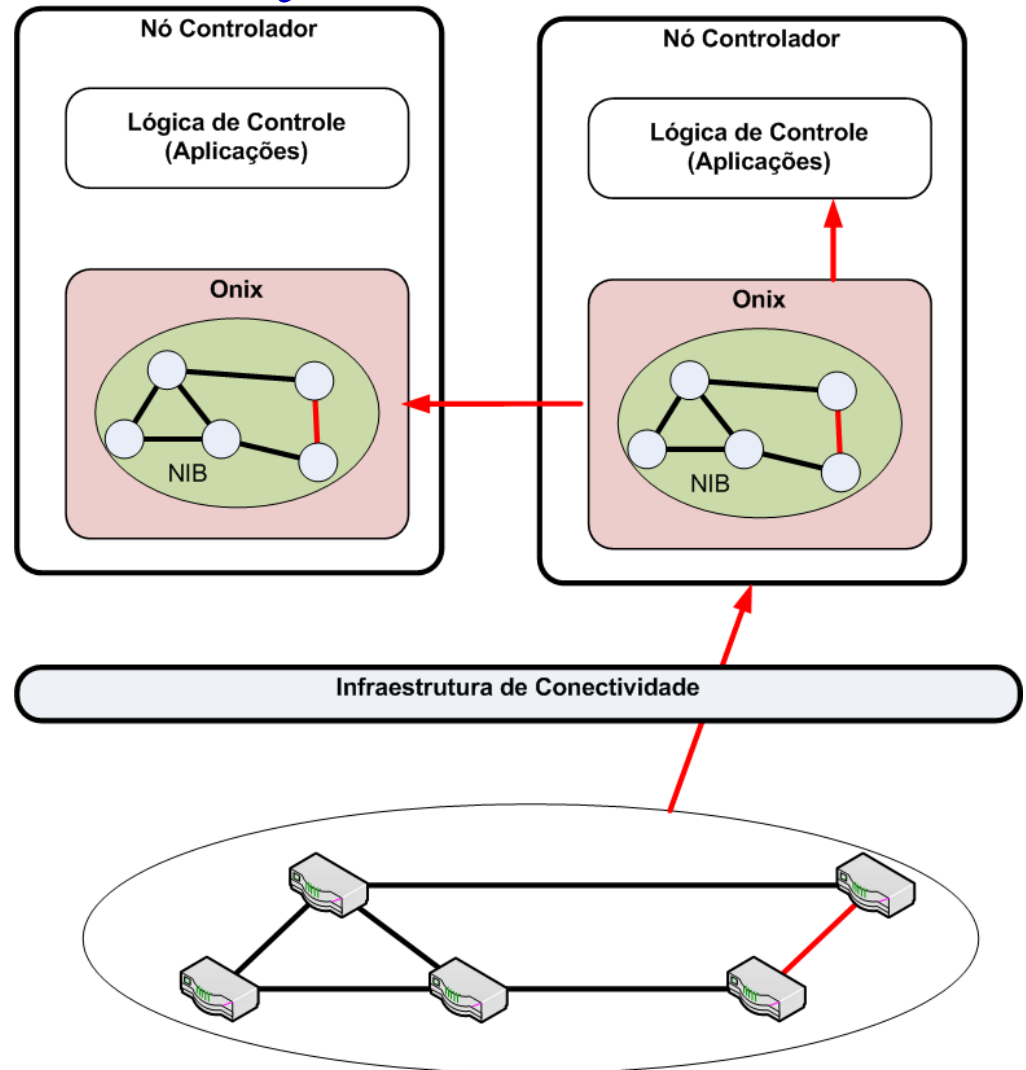 Nó Controlador
Lógica de Controle
(Aplicações)
Onix
NIB
Nó Controlador
Lógica de Controle
(Aplicações)
Onix
NIB
Infraestrutura de Conectividade